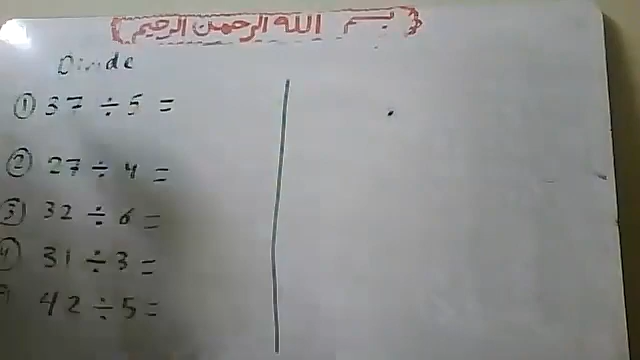 بسم الله الرحمن الرحيم
Divide
① 37 ÷ 5 =
② 27 ÷ 4 =
③ 32 ÷ 6 =
④ 31 ÷ 3 =
42 ÷ 5 =